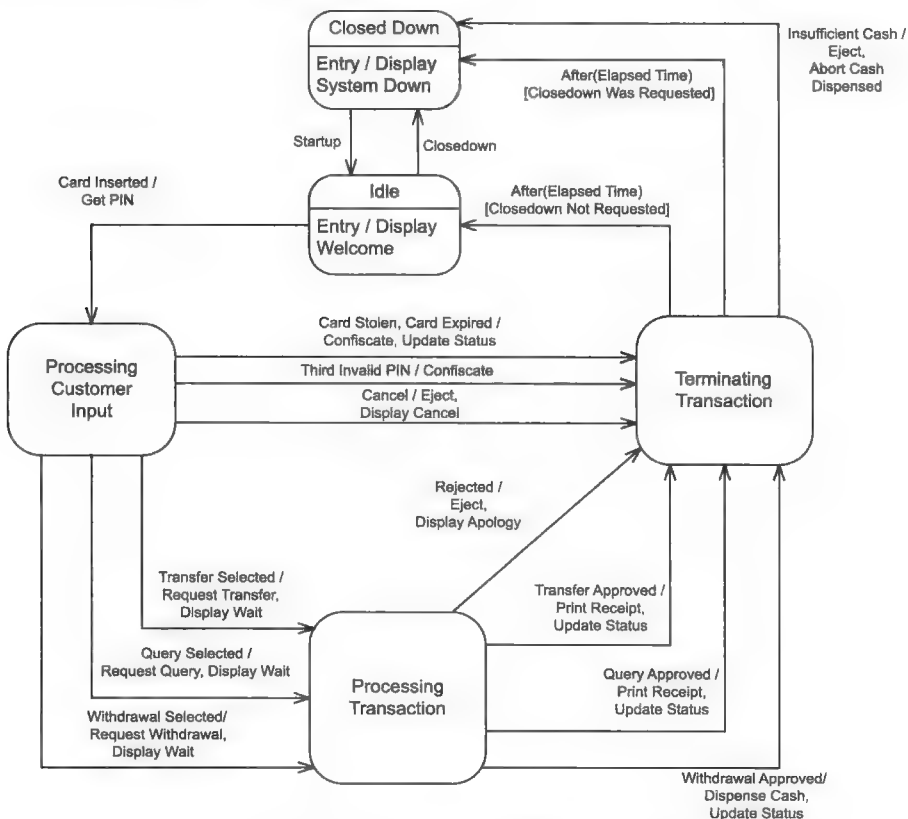 Closed Down
Entry / Display
System Down
Insufficient Cash /
Eject,
Abort Cash
Dispensed
After(Elapsed Time)
[Closedown Was Requested]
Startup
Closedown
Card Inserted /
Get PIN
Idle
Entry / Display
Welcome
After(Elapsed Time)
[Closedown Not Requested]
Processing
Customer
Input
Card Stolen, Card Expired /
Confiscate, Update Status
Third Invalid PIN / Confiscate
Cancel / Eject,
Display Cancel
Terminating
Transaction
Rejected /
Eject,
Display Apology
Transfer Selected /
Request Transfer,
Display Wait
Transfer Approved /
Print Receipt,
Update Status
Query Selected /
Request Query, Display Wait
Processing
Transaction
Query Approved /
Print Receipt,
Update Status
Withdrawal Selected/
Request Withdrawal,
Display Wait
Withdrawal Approved/
Dispense Cash,
Update Status